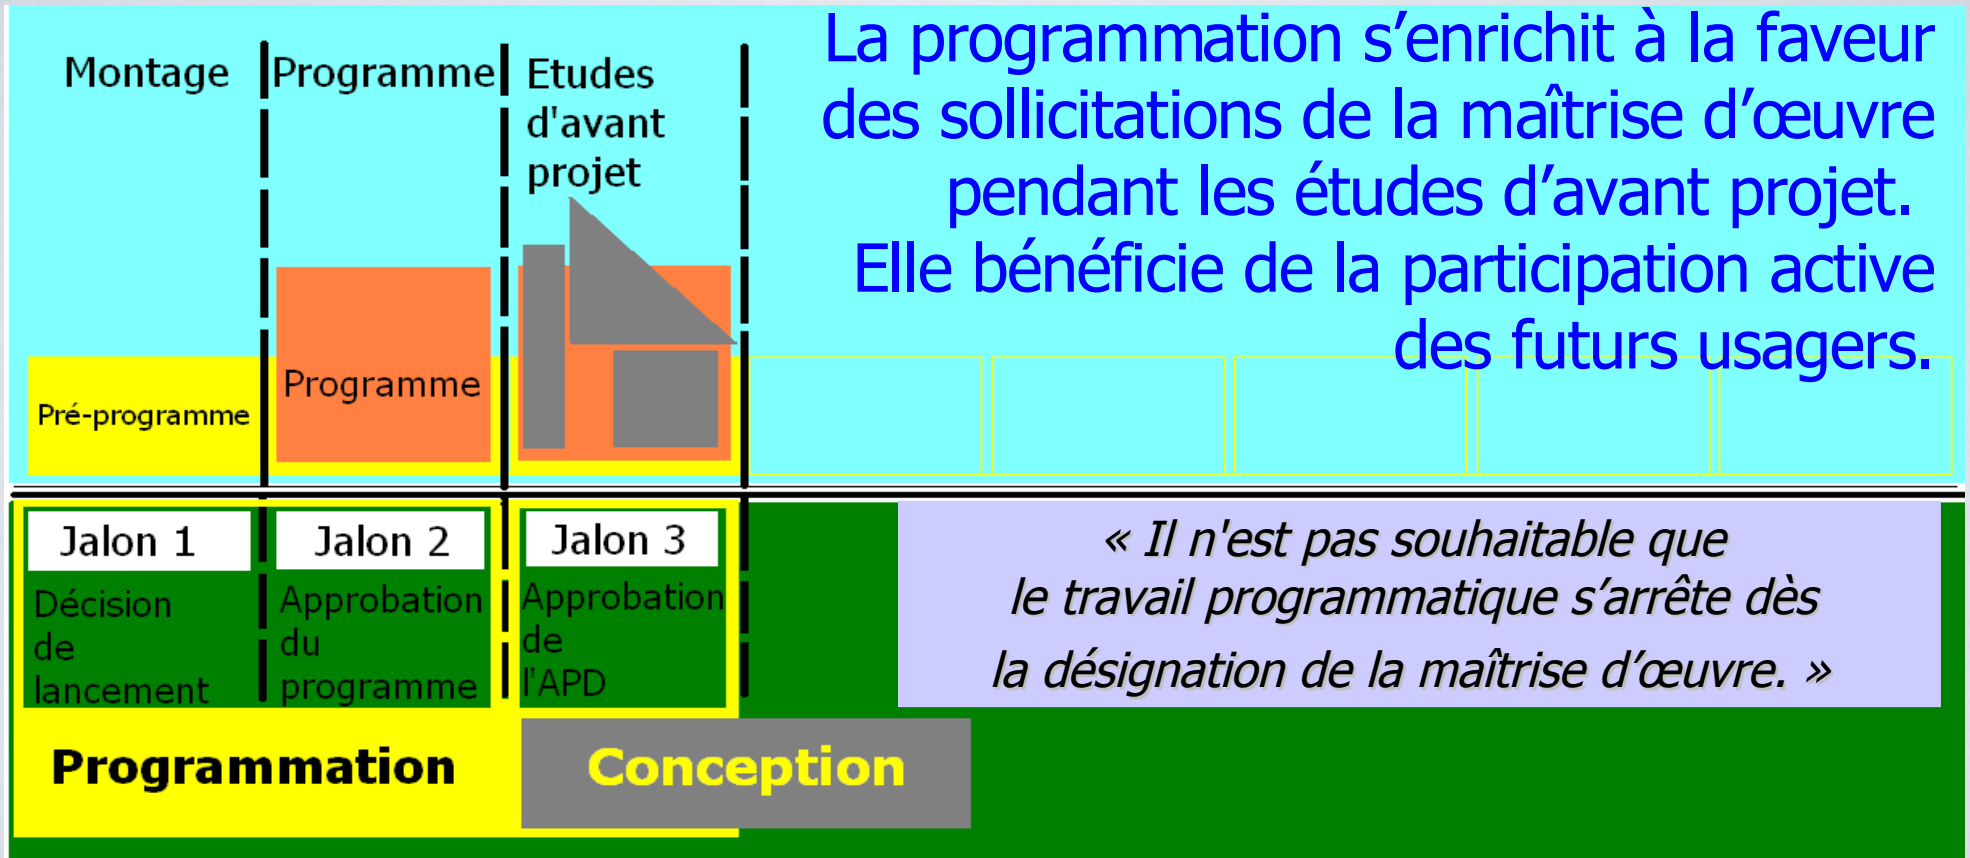 Montage
Programme
Etudes
d'avant
projet
La programmation s’enrichit à la faveur
des sollicitations de la maîtrise d’œuvre
pendant les études d’avant projet.
Elle bénéficie de la participation active
des futurs usagers.
Pré-programme
Programme
Jalon 1
Décision
de
lancement
Jalon 2
Approbation
du
programme
Jalon 3
Approbation
de
l'APD
« Il n'est pas souhaitable que
le travail programmatique s’arrête dès
la désignation de la maîtrise d’œuvre. »
Programmation
Conception